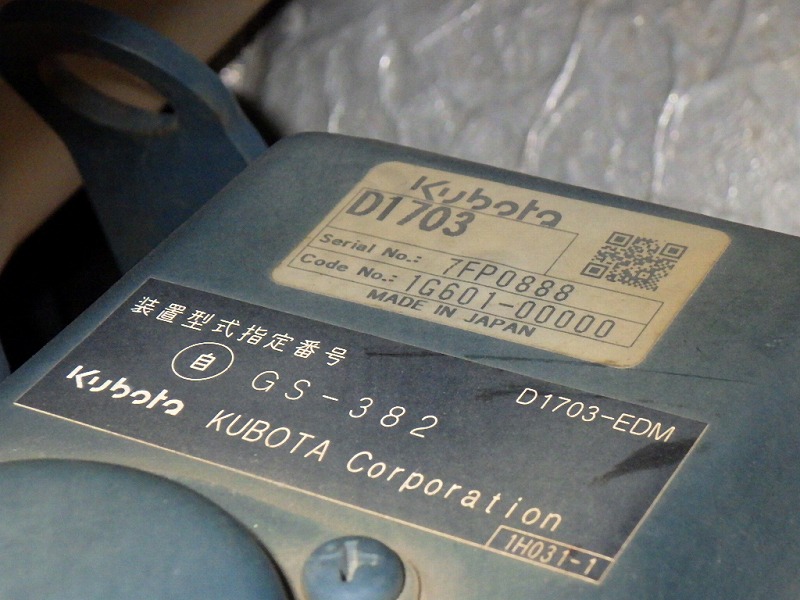 Kubota
D1703
Serial No.: 7FP0888
Code No.: 1G601-00000
MADE IN JAPAN
装置型式指定番号
自 GS-382
D1703-EDM
Kubota KUBOTA Corporation
1H031-1